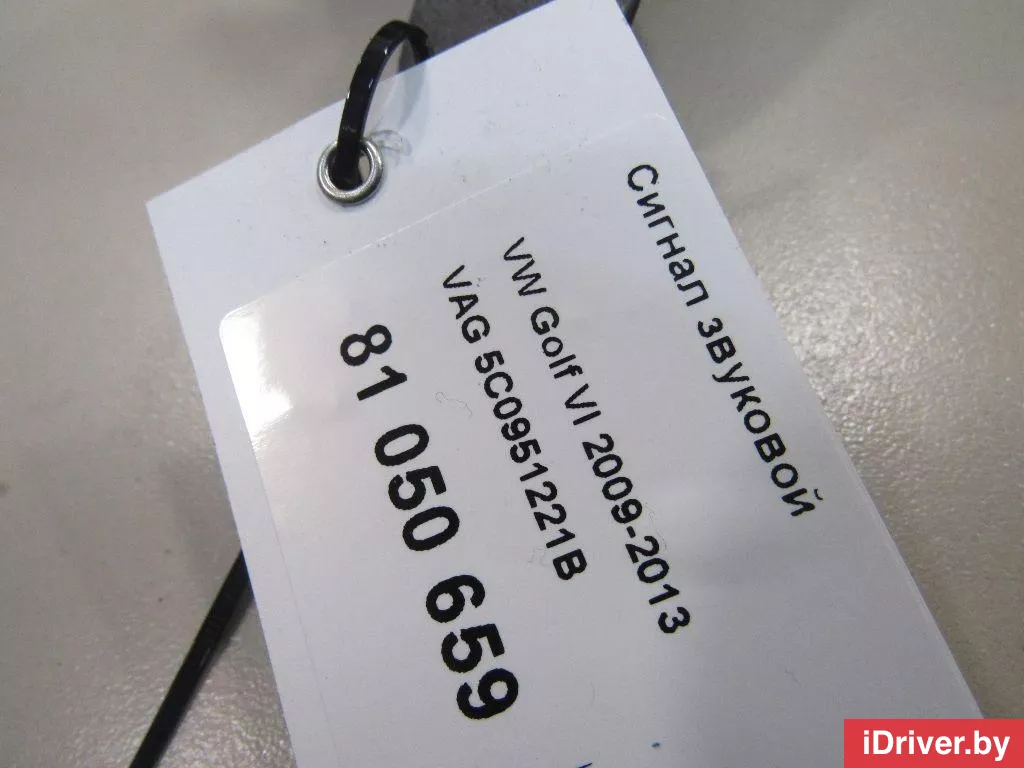 Сигнал звуковой
VW Golf VI 2009-2013
VAG 5C0951221B
81 050 659
iDriver.by